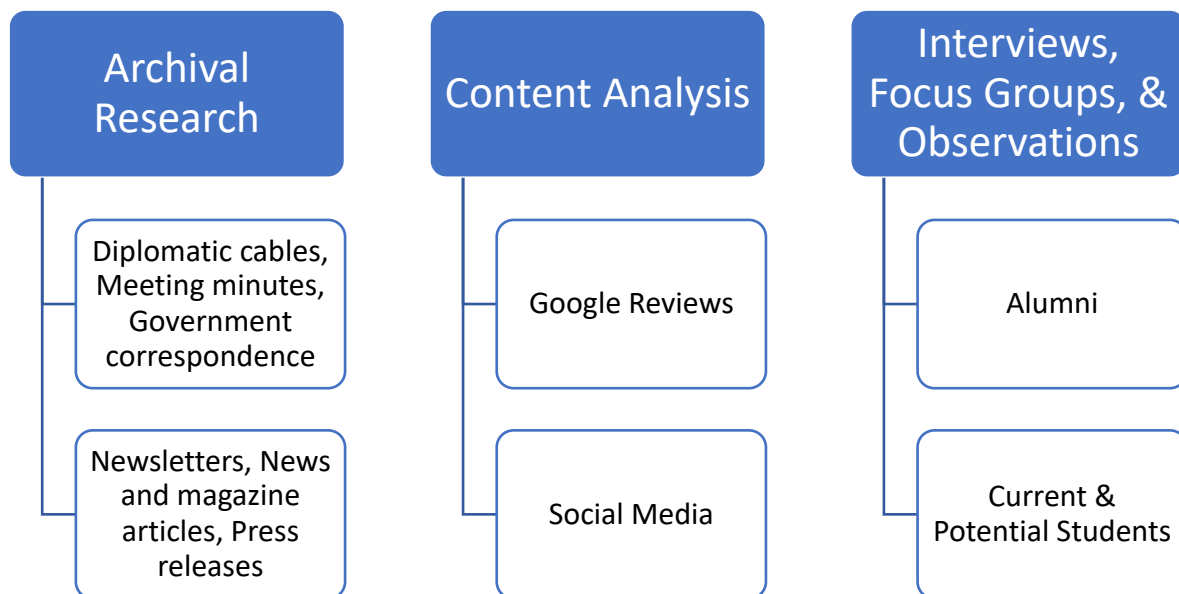 Archival
Research
Diplomatic cables,
Meeting minutes,
Government
correspondence
Newsletters, News
and magazine
articles, Press
releases
Content Analysis
Google Reviews
Social Media
Interviews,
Focus Groups, &
Observations
Alumni
Current &
Potential Students